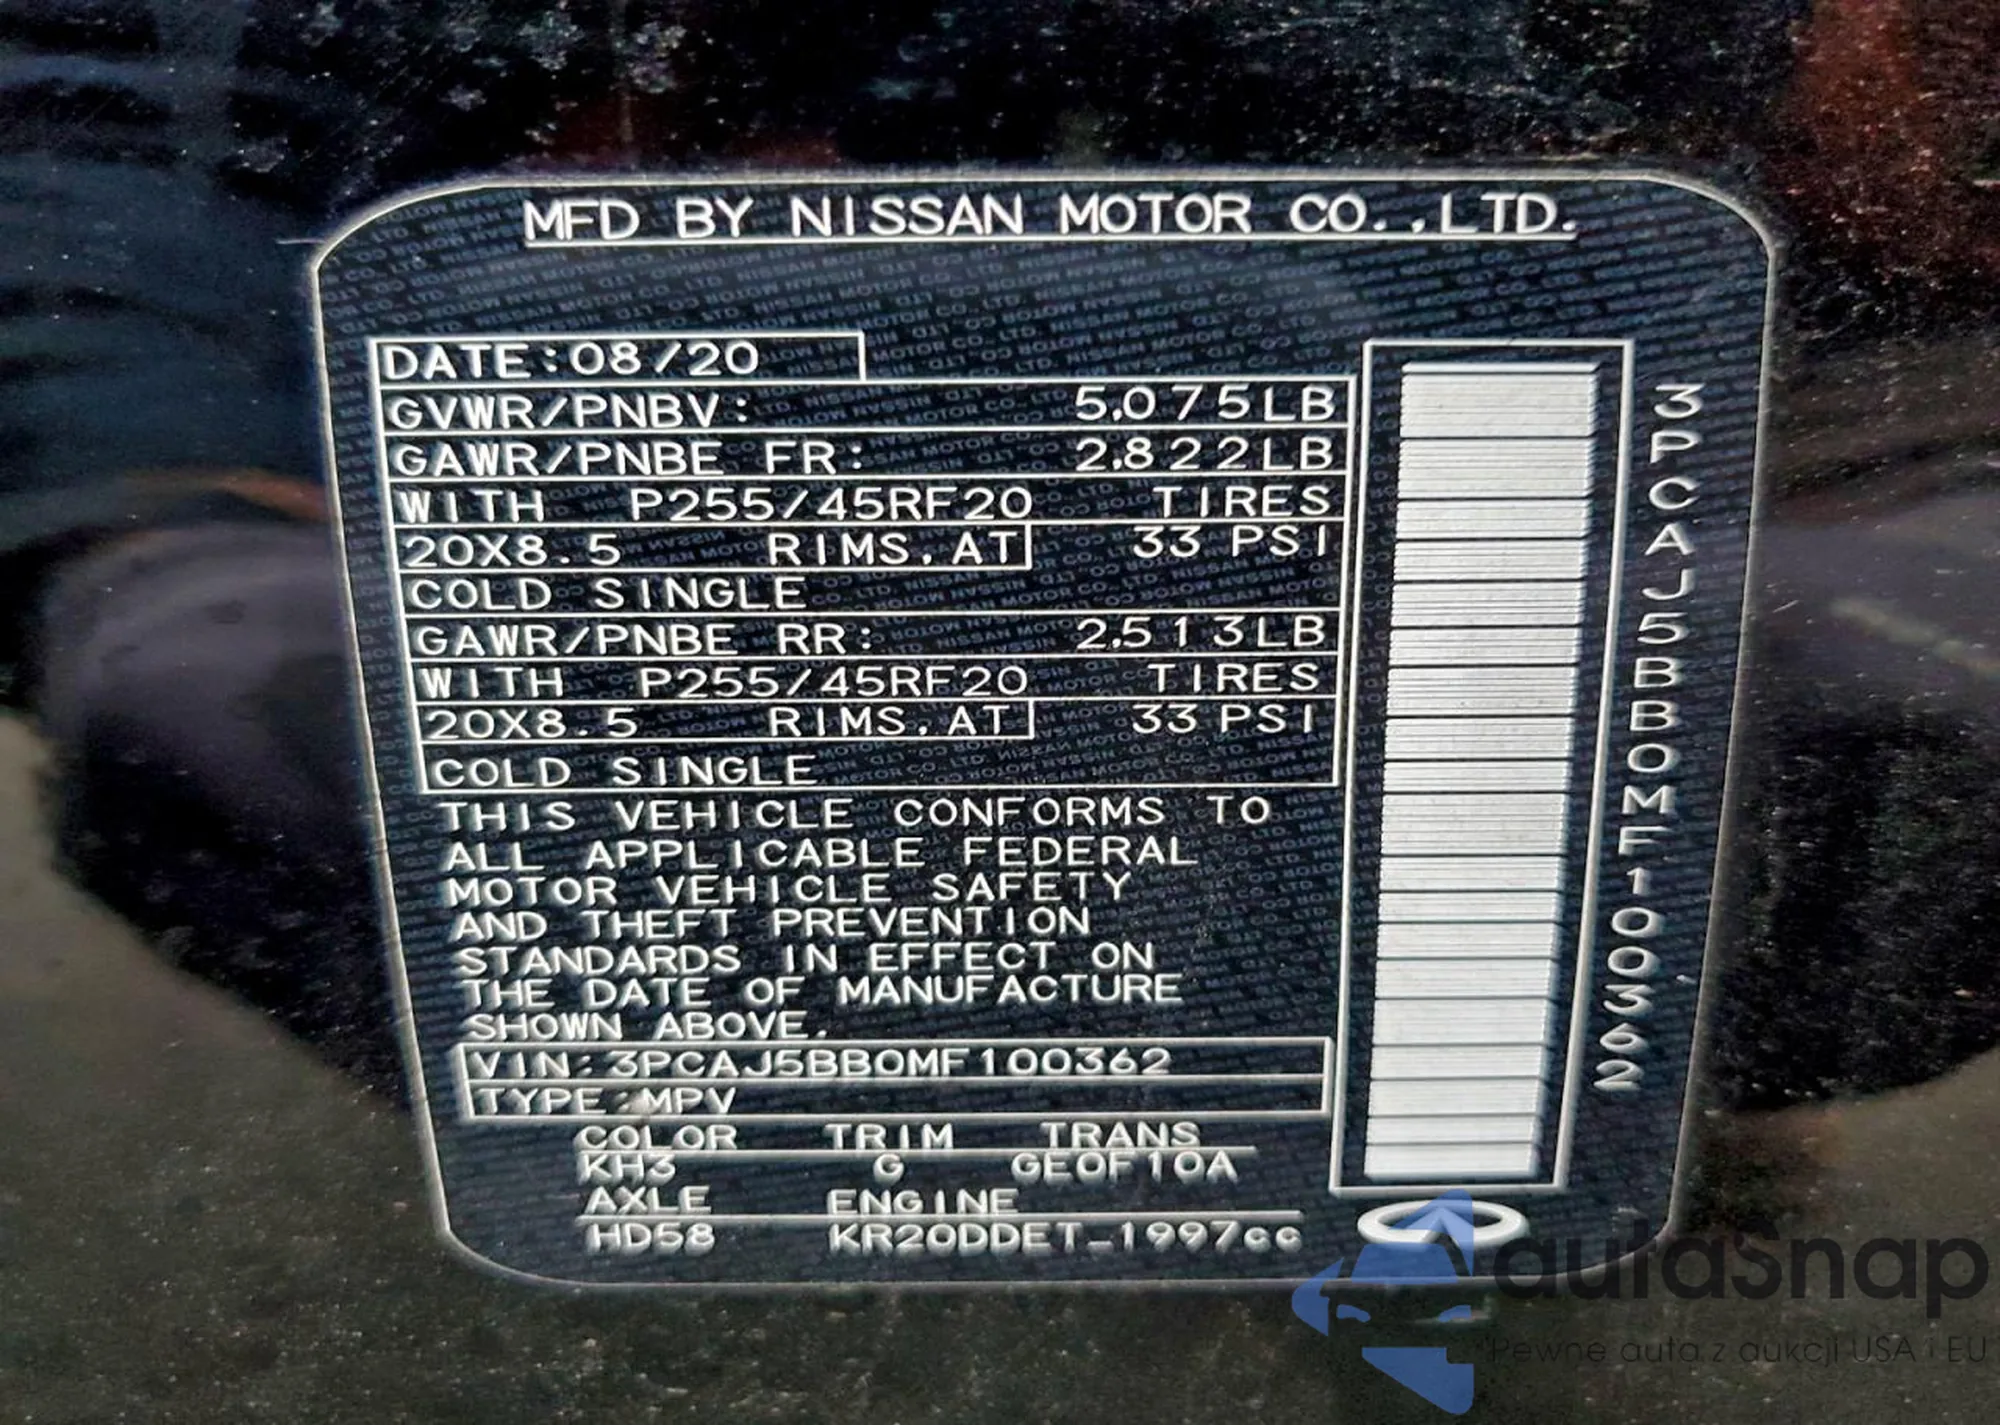 MFD BY NISSAN MOTOR CO.,LTD.
DATE:08/20
GVWR/PNBV: 5,075LB
GAWR/PNBE FR: 2,822LB
WITH P255/45RF20 TIRES
20X8.5 RIMS,AT 33 PSI
COLD SINGLE
GAWR/PNBE RR: 2,513LB
WITH P255/45RF20 TIRES
20X8.5 RIMS,AT 33 PSI
COLD SINGLE
THIS VEHICLE CONFORMS TO
ALL APPLICABLE FEDERAL
MOTOR VEHICLE SAFETY
AND THEFT PREVENTION
STANDARDS IN EFFECT ON
THE DATE OF MANUFACTURE
SHOWN ABOVE.
VIN:3PCAJ5BB0MF100362
TYPE:MPV
COLOR TRIM TRANS
KH3 G GE0F10A
AXLE ENGINE
HD58 KR20DDET-1997cc
3PCAJ5BB0MF100362
autaSnap
Pewne auta z aukcji USA i EU